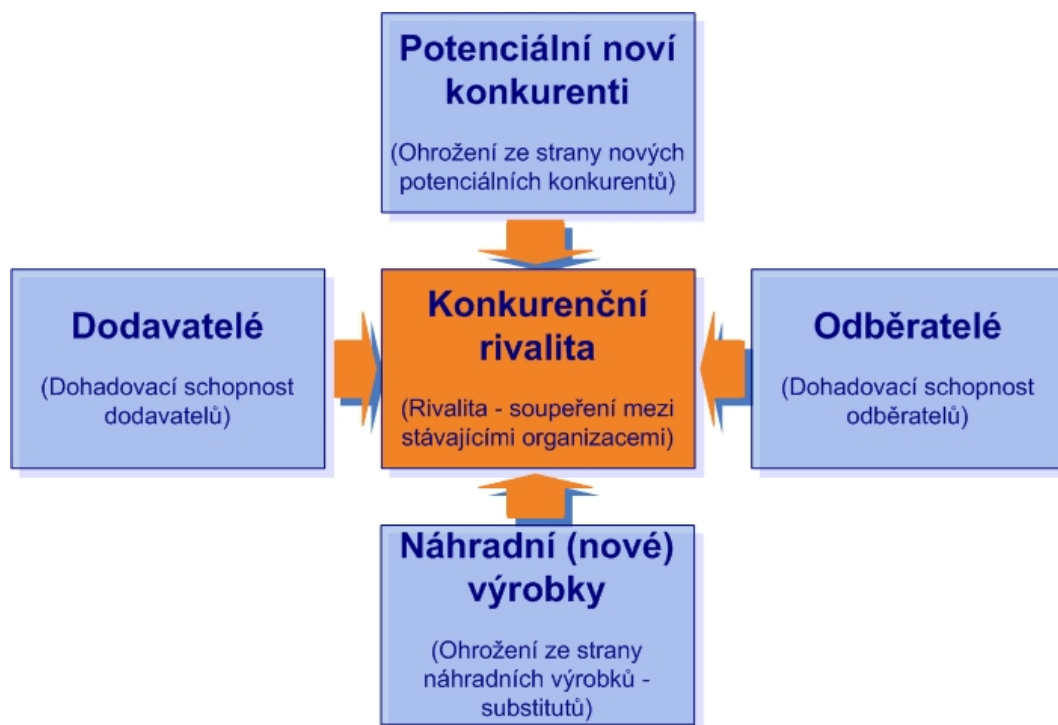 Potenciální noví
konkurenti
(Ohrožení ze strany nových
potenciálních konkurentů)
Dodavatelé
(Dohadovací schopnost
dodavatelů)
Konkurenční
rivalita
(Rivalita - soupeření mezi
stávajícími organizacemi)
Odběratelé
(Dohadovací schopnost
odběratelů)
Náhradní (nové)
výrobky
(Ohrožení ze strany
náhradních výrobků -
substitutů)